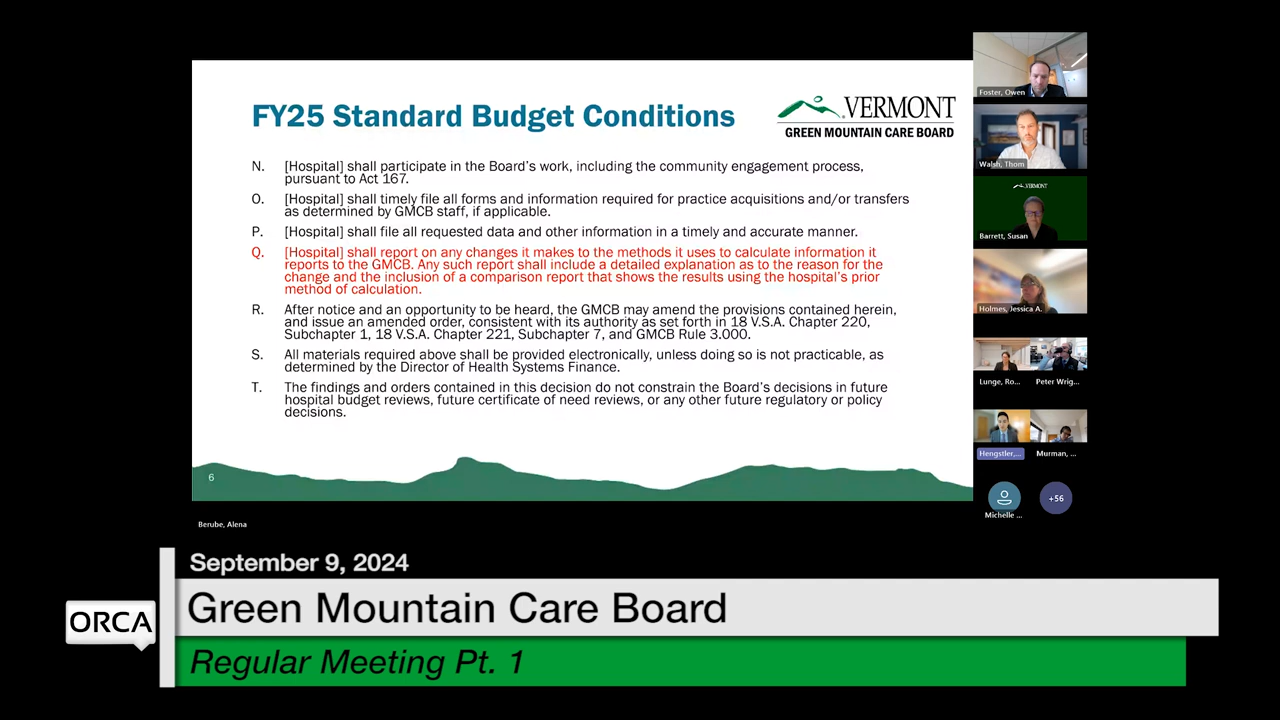 FY25 Standard Budget Conditions
VERMONT
GREEN MOUNTAIN CARE BOARD
N. [Hospital] shall participate in the Board's work, including the community engagement process,
pursuant to Act 167.
O. [Hospital] shall timely file all forms and information required for practice acquisitions and/or transfers
as determined by GMCB staff, if applicable.
P. [Hospital] shall file all requested data and other information in a timely and accurate manner.
Q. [Hospital] shall report on any changes it makes to the methods it uses to calculate information it
reports to the GMCB. Any such report shall include a detailed explanation as to the reason for the
change and the inclusion of a comparison report that shows the results using the hospital's prior
method of calculation.
R. After notice and an opportunity to be heard, the GMCB may amend the provisions contained herein,
and issue an amended order, consistent with its authority as set forth in 18 V.S.A. Chapter 220,
Subchapter 1, 18 V.S.A. Chapter 221, Subchapter 7, and GMCB Rule 3.000.
S. All materials required above shall be provided electronically, unless doing so is not practicable, as
determined by the Director of Health Systems Finance.
T. The findings and orders contained in this decision do not constrain the Board's decisions in future
hospital budget reviews, future certificate of need reviews, or any other future regulatory or policy
decisions.
6
Foster, Owen
Walsh, Thom
VERMONT
Barrett, Susan
Holmes, Jessica A.
Lunge, Ro...
Peter Wrig...
Hengstler,...
Murman, ...
Michelle ...
+56
Berube, Alena
September 9, 2024
ORCA
Green Mountain Care Board
Regular Meeting Pt. 1